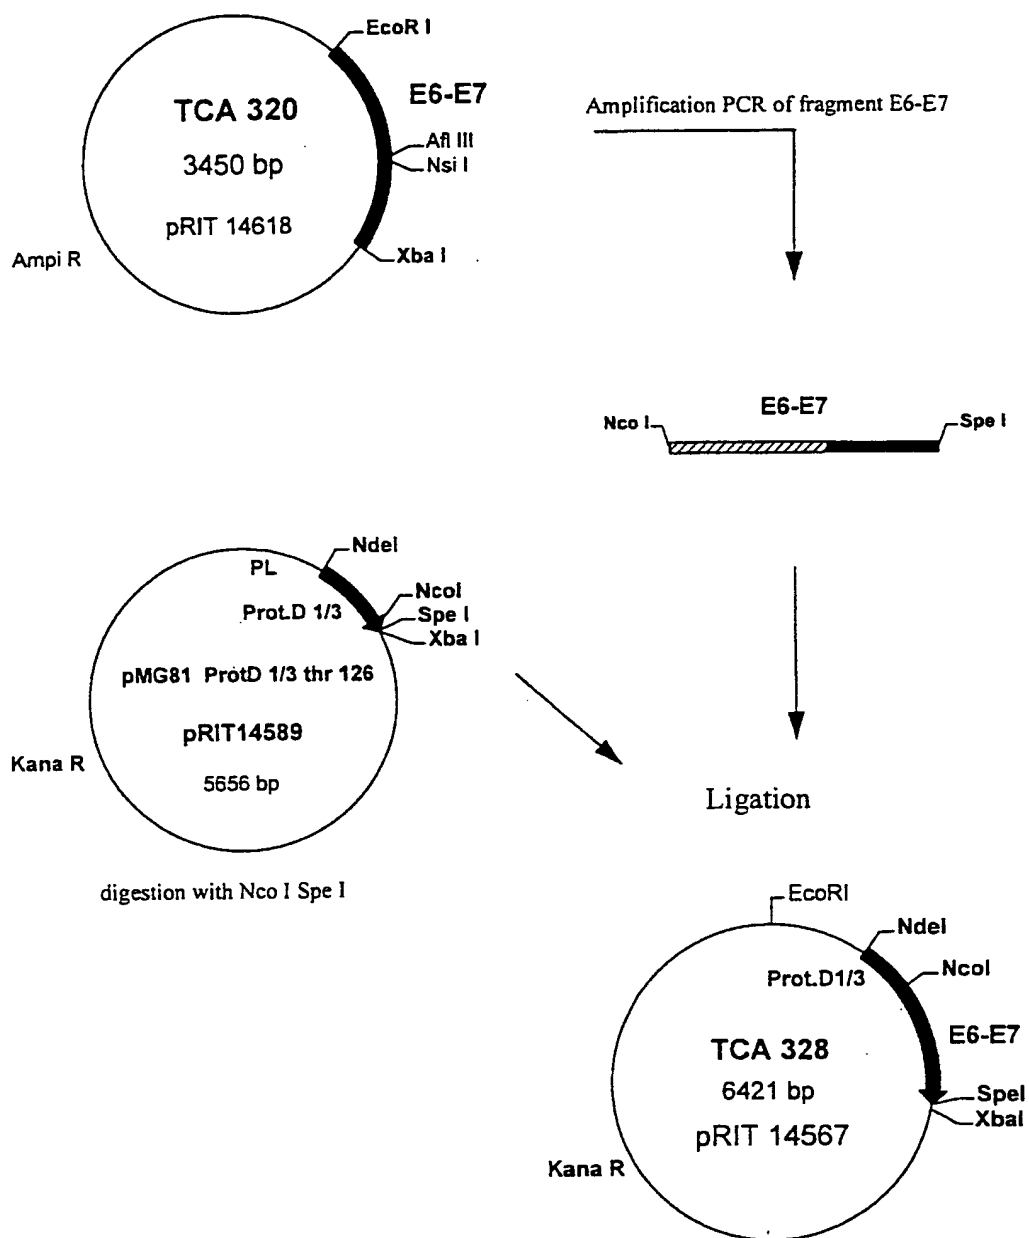 EcoR I
E6-E7
TCA 320
3450 bp
pRIT 14618
Afl III
Nsi I
Xba I
Ampi R
Amplification PCR of fragment E6-E7
E6-E7
Nco I
Spe I
NdeI
PL
NcoI
Prot.D 1/3
Spe I
Xba I
pMG81 ProtD 1/3 thr 126
pRIT14589
Kana R
5656 bp
digestion with Nco I Spe I
Ligation
EcoRI
NdeI
NcoI
Prot.D1/3
E6-E7
TCA 328
6421 bp
SpeI
XbaI
pRIT 14567
Kana R